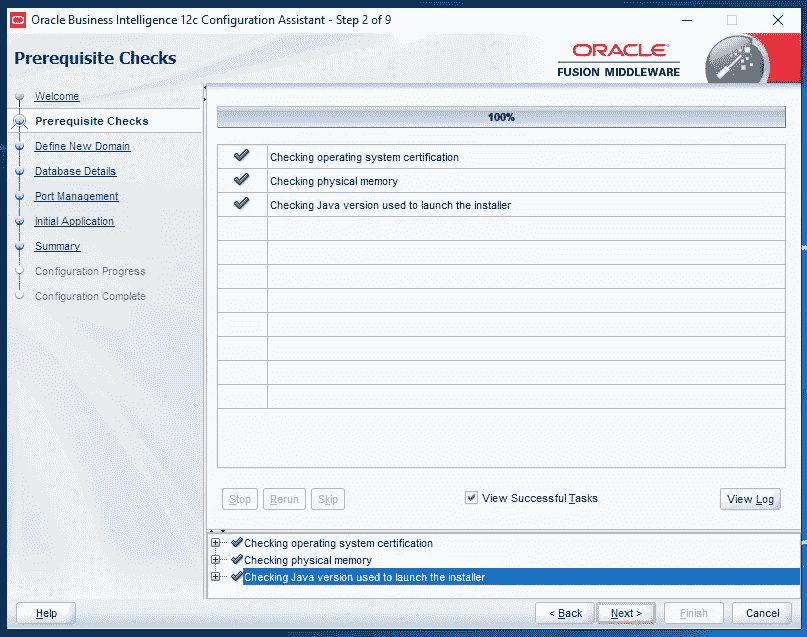 Oracle Business Intelligence 12c Configuration Assistant - Step 2 of 9
Prerequisite Checks
ORACLE
FUSION MIDDLEWARE
Welcome
Prerequisite Checks
Define New Domain
Database Details
Port Management
Initial Application
Summary
Configuration Progress
Configuration Complete
100%
Checking operating system certification
Checking physical memory
Checking Java version used to launch the installer
Stop Rerun Skip View Successful Tasks View Log
Checking operating system certification
Checking physical memory
Checking Java version used to launch the installer
Help < Back Next > Finish Cancel